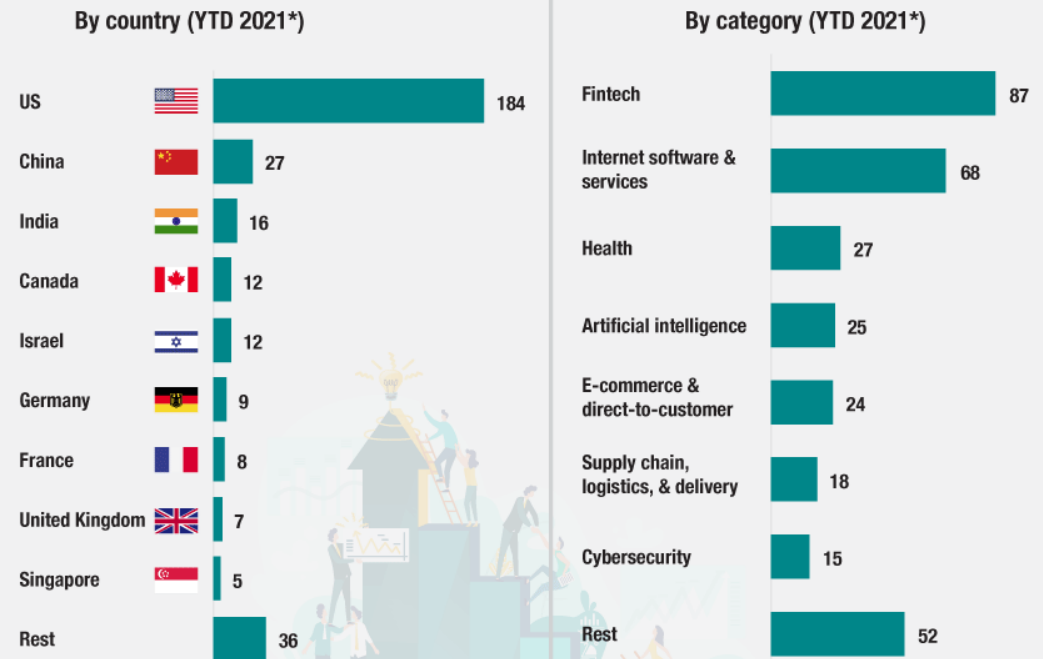 By country (YTD 2021*)
US 184
China 27
India 16
Canada 12
Israel 12
Germany 9
France 8
United Kingdom 7
Singapore 5
Rest 36
By category (YTD 2021*)
Fintech 87
Internet software &
services 68
Health 27
Artificial intelligence 25
E-commerce &
direct-to-customer 24
Supply chain,
logistics, & delivery 18
Cybersecurity 15
Rest 52